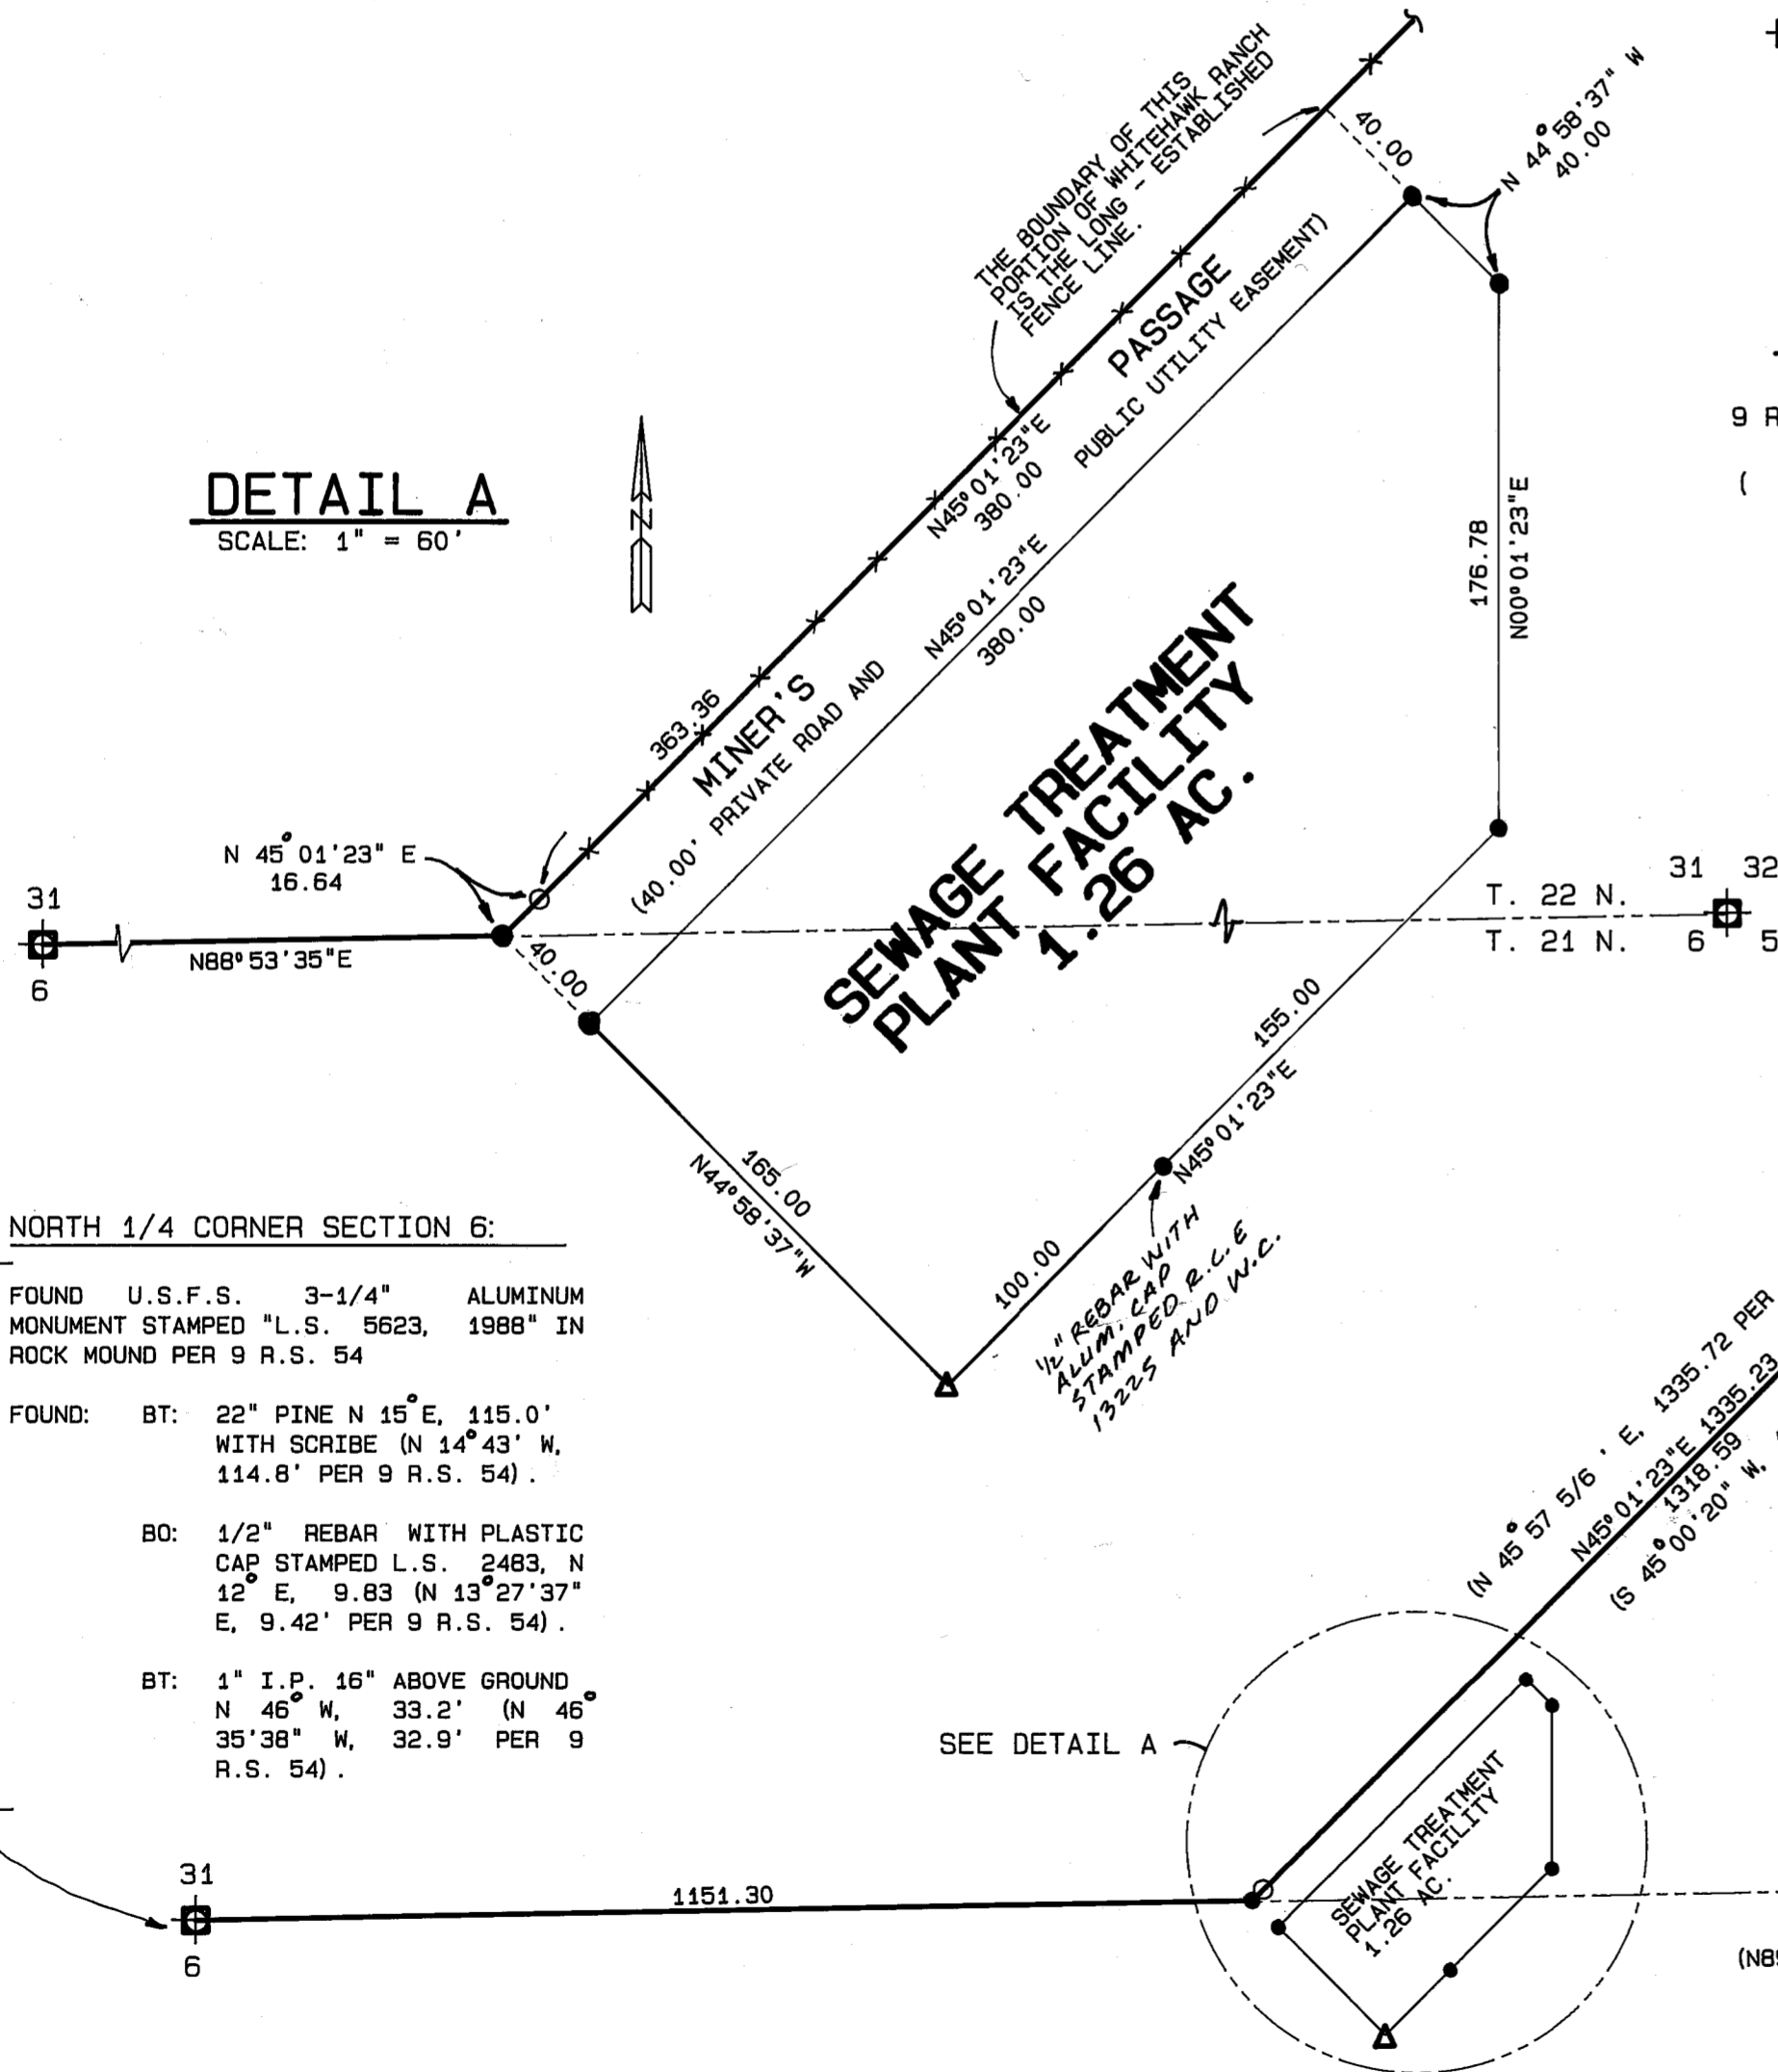 THE BOUNDARY OF THIS
PORTION OF WHITEHAWK RANCH
IS THE LONG - ESTABLISHED
FENCE LINE.
40.00
N 44°58'37" W
40.00
PASSAGE
PUBLIC UTILITY EASEMENT)
9 R
(
DETAIL A
SCALE: 1" = 60'
N
N45°01'23"E
380.00
N45°01'23"E
380.00
176.78
N00°01'23"E
363.36
MINER'S
(40.00' PRIVATE ROAD AND
SEWAGE TREATMENT
PLANT FACILITY
1.26 AC.
N 45°01'23" E
16.64
31
6
N88°53'35"E
40.00
T. 22 N.
T. 21 N.
31 32
6 5
155.00
N45°01'23"E
165.00
N44°58'37"W
100.00
1/2" REBAR WITH
ALUM. CAP
STAMPED R.C.E
13225 AND W.C.
NORTH 1/4 CORNER SECTION 6:
FOUND U.S.F.S. 3-1/4" ALUMINUM
MONUMENT STAMPED "L.S. 5623, 1988" IN
ROCK MOUND PER 9 R.S. 54
FOUND: BT: 22" PINE N 15°E, 115.0'
WITH SCRIBE (N 14°43' W,
114.8' PER 9 R.S. 54).
BO: 1/2" REBAR WITH PLASTIC
CAP STAMPED L.S. 2483, N
12° E, 9.83 (N 13°27'37"
E, 9.42' PER 9 R.S. 54).
BT: 1" I.P. 16" ABOVE GROUND
N 46° W, 33.2' (N 46°
35'38" W, 32.9' PER 9
R.S. 54).
(N 45°57 5/6 ' E, 1335.72 PER
N45°01'23"E 1335.23
1318.59
(S 45°00'20" W,
SEE DETAIL A
SEWAGE TREATMENT
PLANT FACILITY
1.26 AC.
31
6
1151.30
(N8